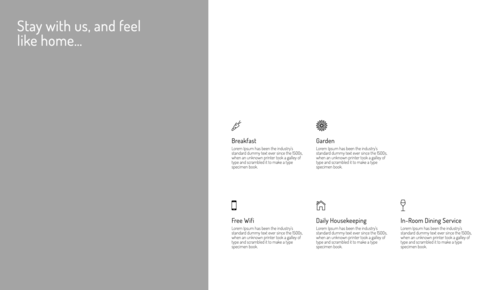 Stay with us, and feel
like home...
Breakfast
Lorem Ipsum has been the industry's
standard dummy text ever since the 1500s,
when an unknown printer took a galley of
type and scrambled it to make a type
specimen book.
Garden
Lorem Ipsum has been the industry's
standard dummy text ever since the 1500s,
when an unknown printer took a galley of
type and scrambled it to make a type
specimen book.
Free Wifi
Lorem Ipsum has been the industry's
standard dummy text ever since the 1500s,
when an unknown printer took a galley of
type and scrambled it to make a type
specimen book.
Daily Housekeeping
Lorem Ipsum has been the industry's
standard dummy text ever since the 1500s,
when an unknown printer took a galley of
type and scrambled it to make a type
specimen book.
In-Room Dining Service
Lorem Ipsum has been the industry's
standard dummy text ever since the 1500s,
when an unknown printer took a galley of
type and scrambled it to make a type
specimen book.